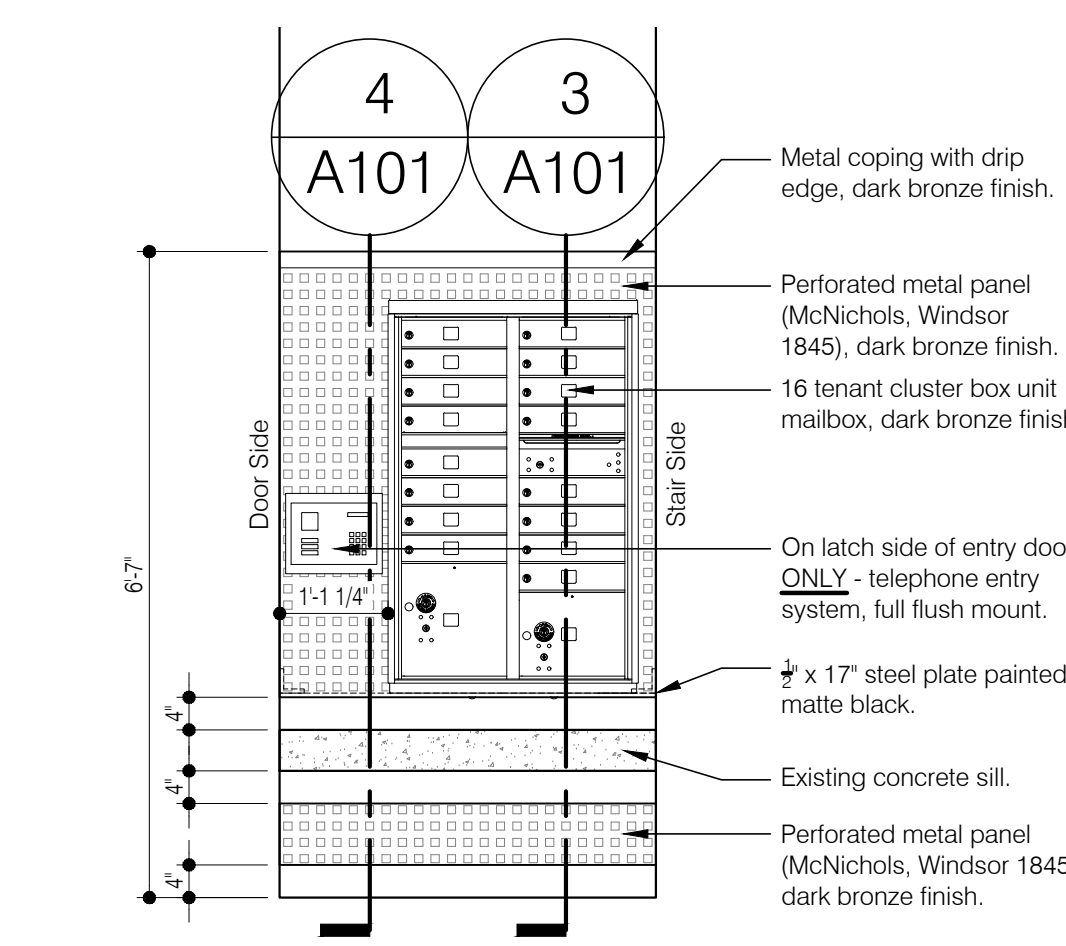 4
A101
3
A101
Metal coping with drip
edge, dark bronze finish.
Perforated metal panel
(McNichols, Windsor
1845), dark bronze finish.
16 tenant cluster box unit
mailbox, dark bronze finish
Door Side
Stair Side
On latch side of entry doo
ONLY - telephone entry
system, full flush mount.
6'-7"
1'-1 1/4"
1/2" x 17" steel plate painted
matte black.
4"
Existing concrete sill.
4"
Perforated metal panel
(McNichols, Windsor 1845
dark bronze finish.
4"